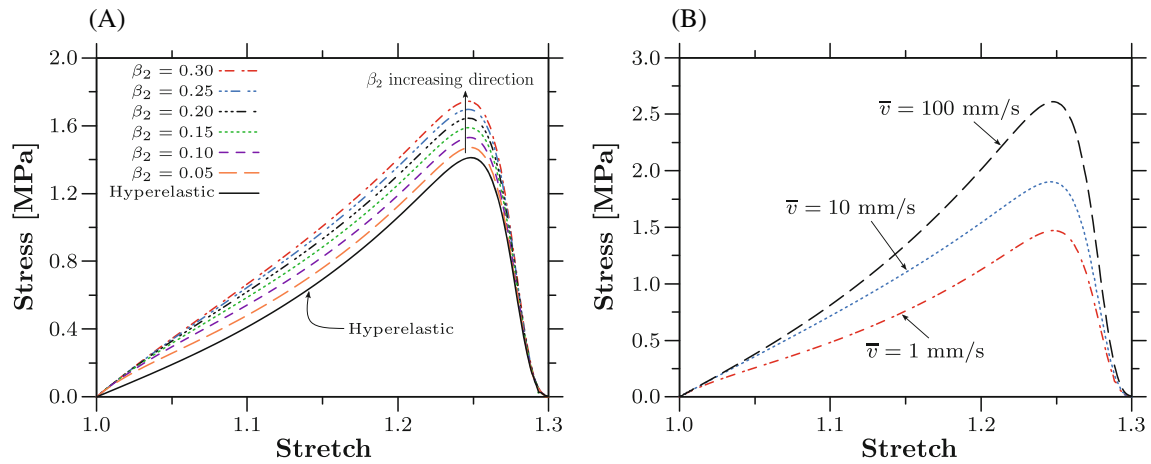 (A)
2.0
1.6
1.2
0.8
0.4
0.0
Stress [MPa]
β₂ = 0.30
β₂ = 0.25
β₂ = 0.20
β₂ = 0.15
β₂ = 0.10
β₂ = 0.05
Hyperelastic
β₂ increasing direction
Hyperelastic
1.0 1.1 1.2 1.3
Stretch
(B)
3.0
2.5
2.0
1.5
1.0
0.5
0.0
Stress [MPa]
v̅ = 100 mm/s
v̅ = 10 mm/s
v̅ = 1 mm/s
1.0 1.1 1.2 1.3
Stretch